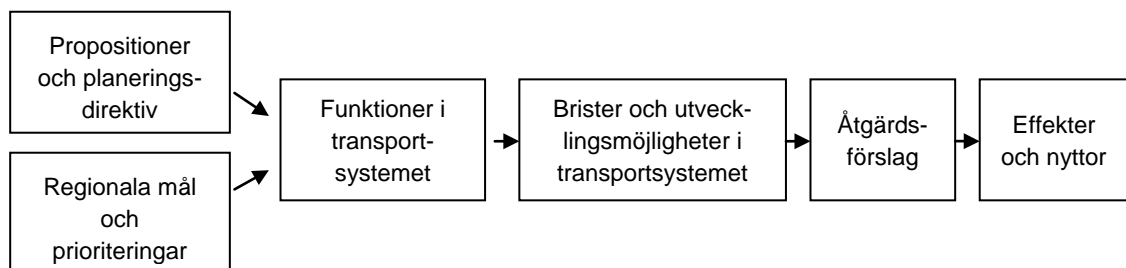 Propositioner
och planerings-
direktiv
Regionala mål
och
prioriteringar
Funktioner i
transport-
systemet
Brister och utveck-
lingsmöjligheter i
transportsystemet
Åtgärds-
förslag
Effekter
och nyttor